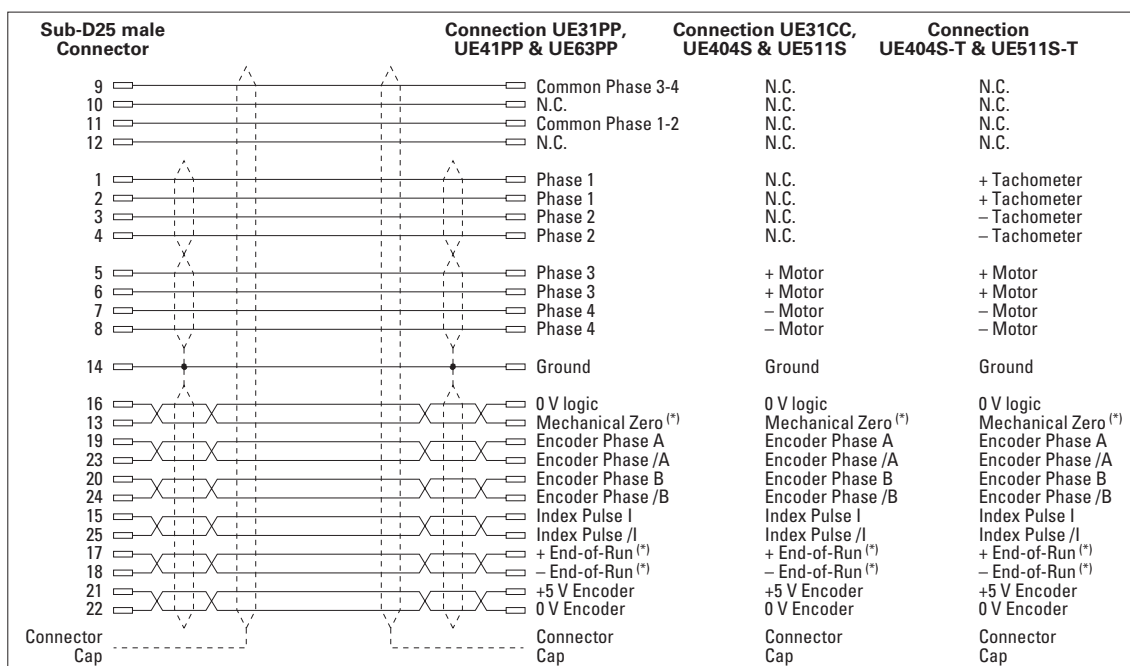 Sub-D25 male Connector Connection UE31PP, UE41PP & UE63PP Connection UE31CC, UE404S & UE511S Connection UE404S-T & UE511S-T
9 Common Phase 3-4 N.C. N.C.
10 N.C. N.C. N.C.
11 Common Phase 1-2 N.C. N.C.
12 N.C. N.C. N.C.
1 Phase 1 N.C. + Tachometer
2 Phase 1 N.C. + Tachometer
3 Phase 2 N.C. – Tachometer
4 Phase 2 N.C. – Tachometer
5 Phase 3 + Motor + Motor
6 Phase 3 + Motor + Motor
7 Phase 4 – Motor – Motor
8 Phase 4 – Motor – Motor
14 Ground Ground Ground
16 0 V logic 0 V logic 0 V logic
13 Mechanical Zero (*) Mechanical Zero (*) Mechanical Zero (*)
19 Encoder Phase A Encoder Phase A Encoder Phase A
23 Encoder Phase /A Encoder Phase /A Encoder Phase /A
20 Encoder Phase B Encoder Phase B Encoder Phase B
24 Encoder Phase /B Encoder Phase /B Encoder Phase /B
15 Index Pulse I Index Pulse I Index Pulse I
25 Index Pulse /I Index Pulse /I Index Pulse /I
17 + End-of-Run (*) + End-of-Run (*) + End-of-Run (*)
18 – End-of-Run (*) – End-of-Run (*) – End-of-Run (*)
21 +5 V Encoder +5 V Encoder +5 V Encoder
22 0 V Encoder 0 V Encoder 0 V Encoder
Connector Connector Connector Connector
Cap Cap Cap Cap